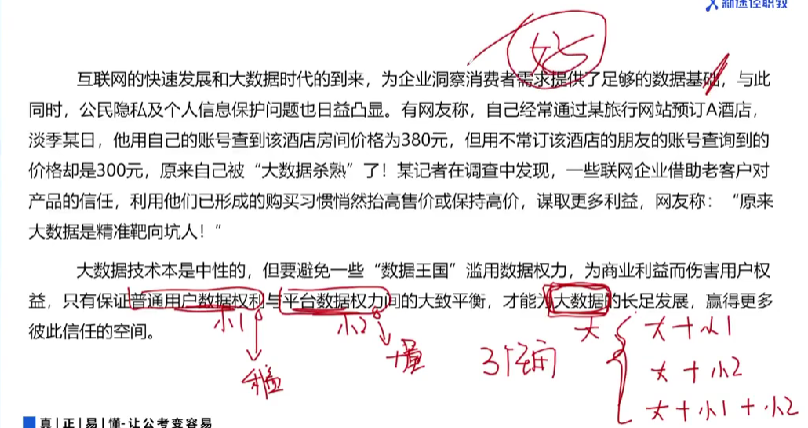 新途径职教
好
互联网的快速发展和大数据时代的到来，为企业洞察消费者需求提供了足够的数据基础，与此
同时，公民隐私及个人信息保护问题也日益凸显。有网友称，自己经常通过某旅行网站预订A酒店，
淡季某日，他用自己的账号查到该酒店房间价格为380元，但用不常订该酒店的朋友的账号查询到的
价格却是300元，原来自己被“大数据杀熟”了！某记者在调查中发现，一些联网企业借助老客户对
产品的信任，利用他们已形成的购买习惯悄然抬高售价或保持高价，谋取更多利益，网友称：“原来
大数据是精准靶向坑人！“
大数据技术本是中性的，但要避免一些“数据王国”滥用数据权力，为商业利益而伤害用户权
益，只有保证普通用户数据权利与平台数据权力间的大致平衡，才能为大数据的长足发展，赢得更多
彼此信任的空间。
小1
小2
大
大+小1
3个
大+小2
大+小1+小2
真|正|易|懂-让公考变容易